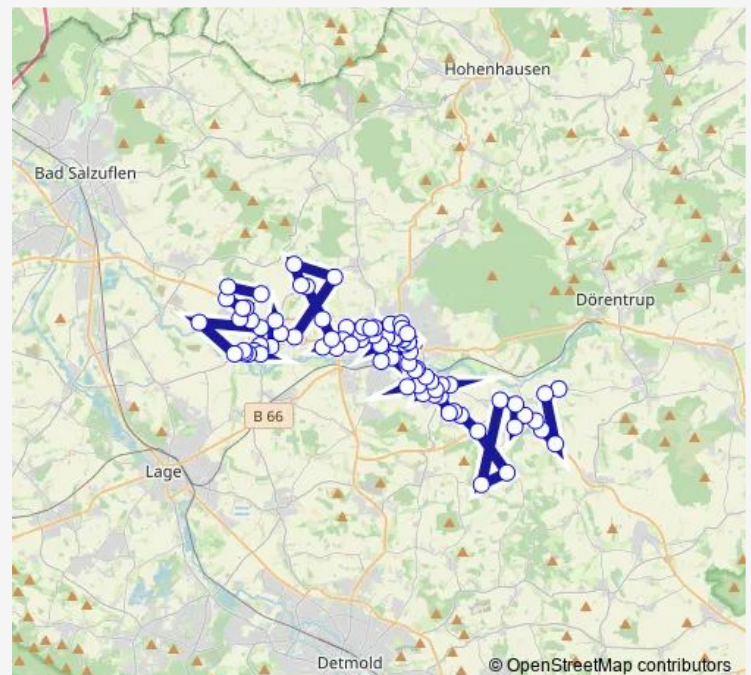 Hohenhausen
Bad Salzuflen
Dörentrup
B 66
Lage
Detmold
© OpenStreetMap contributors